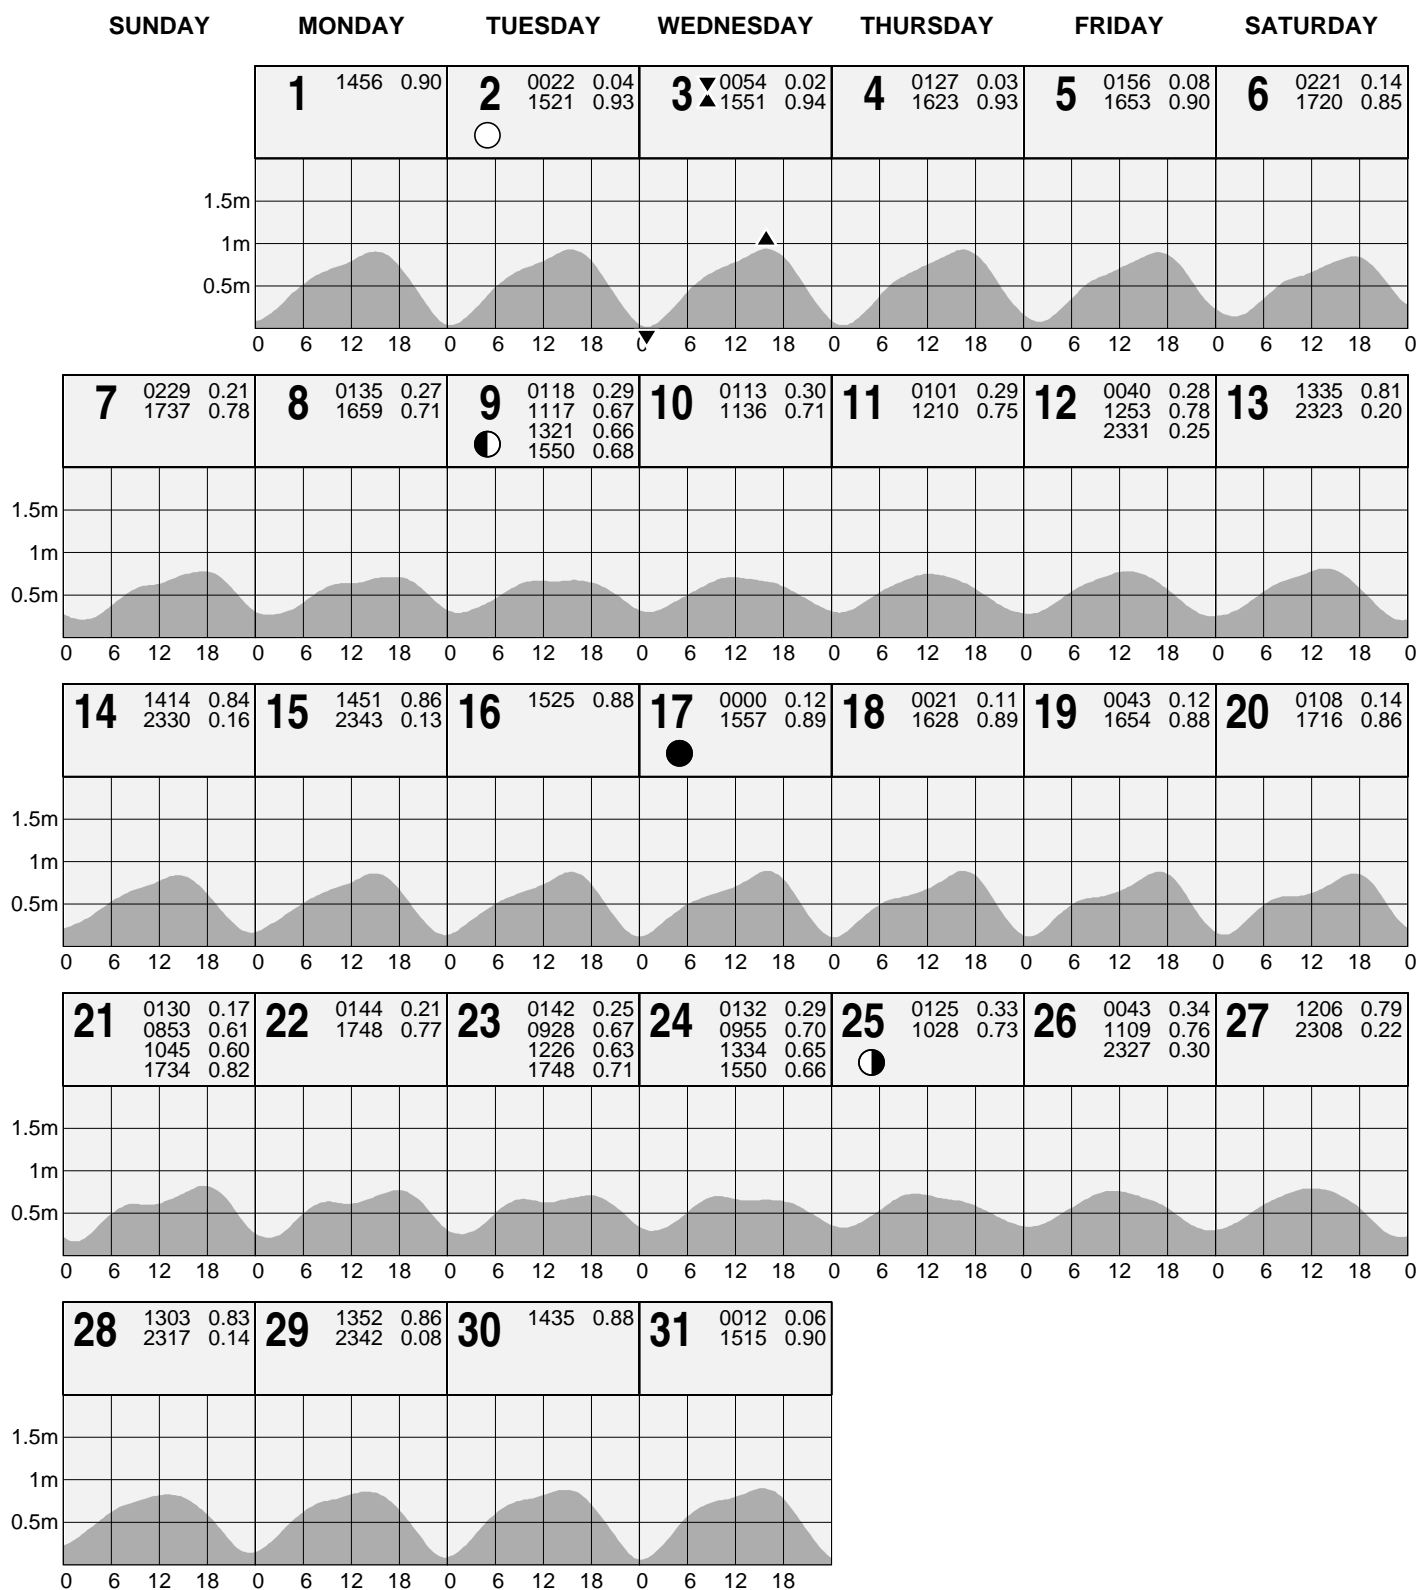 SUNDAY MONDAY TUESDAY WEDNESDAY THURSDAY FRIDAY SATURDAY
1 1456 0.90
2 0022 0.04
1521 0.93
3 0054 0.02
1551 0.94
4 0127 0.03
1623 0.93
5 0156 0.08
1653 0.90
6 0221 0.14
1720 0.85
1.5m
1m
0.5m
0 6 12 18 0 6 12 18 0 6 12 18 0 6 12 18 0 6 12 18 0 6 12 18 0
7 0229 0.21
1737 0.78
8 0135 0.27
1659 0.71
9 0118 0.29
1117 0.67
1321 0.66
1550 0.68
10 0113 0.30
1136 0.71
11 0101 0.29
1210 0.75
12 0040 0.28
1253 0.78
2331 0.25
13 1335 0.81
2323 0.20
1.5m
1m
0.5m
0 6 12 18 0 6 12 18 0 6 12 18 0 6 12 18 0 6 12 18 0 6 12 18 0 6 12 18 0
14 1414 0.84
2330 0.16
15 1451 0.86
2343 0.13
16 1525 0.88
17 0000 0.12
1557 0.89
18 0021 0.11
1628 0.89
19 0043 0.12
1654 0.88
20 0108 0.14
1716 0.86
1.5m
1m
0.5m
0 6 12 18 0 6 12 18 0 6 12 18 0 6 12 18 0 6 12 18 0 6 12 18 0 6 12 18 0
21 0130 0.17
0853 0.61
1045 0.60
1734 0.82
22 0144 0.21
1748 0.77
23 0142 0.25
0928 0.67
1226 0.63
1748 0.71
24 0132 0.29
0955 0.70
1334 0.65
1550 0.66
25 0125 0.33
1028 0.73
26 0043 0.34
1109 0.76
2327 0.30
27 1206 0.79
2308 0.22
1.5m
1m
0.5m
0 6 12 18 0 6 12 18 0 6 12 18 0 6 12 18 0 6 12 18 0 6 12 18 0 6 12 18 0
28 1303 0.83
2317 0.14
29 1352 0.86
2342 0.08
30 1435 0.88
31 0012 0.06
1515 0.90
1.5m
1m
0.5m
0 6 12 18 0 6 12 18 0 6 12 18 0 6 12 18